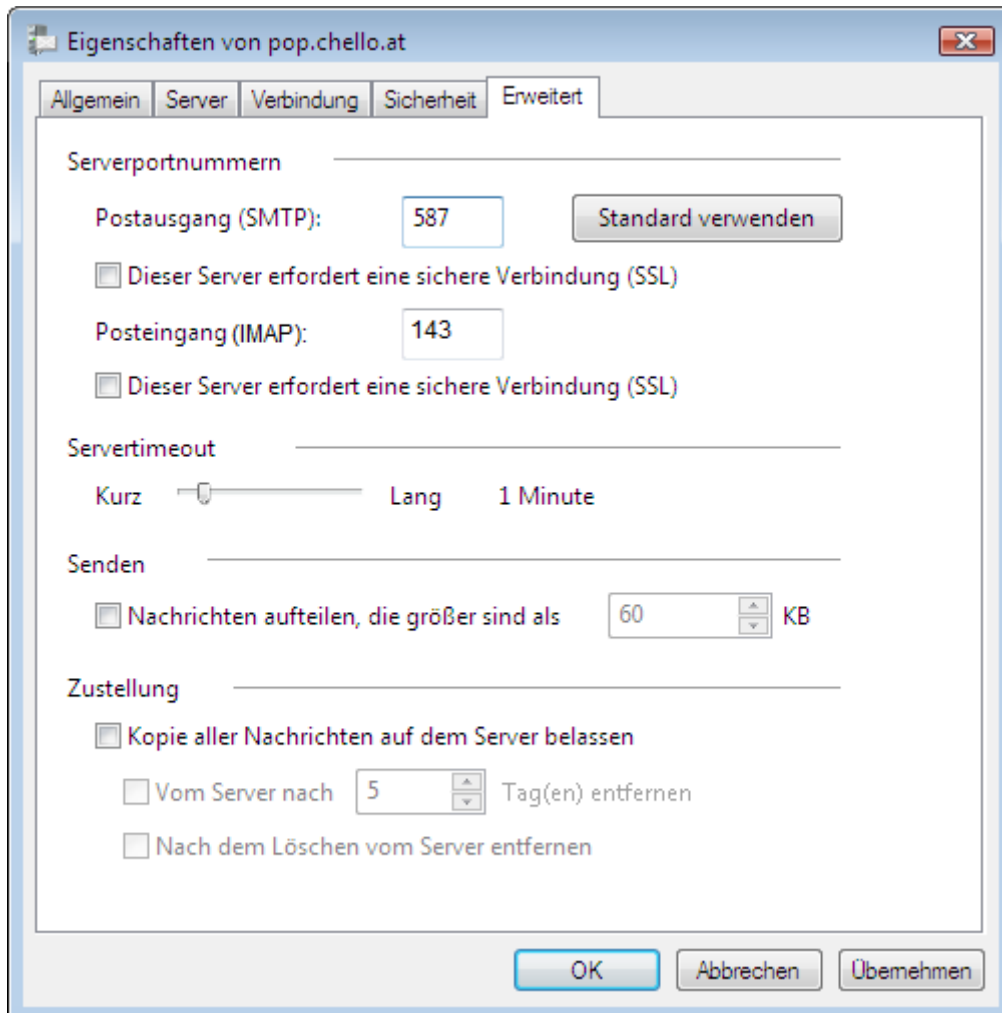 Eigenschaften von pop.chello.at
Allgemein Server Verbindung Sicherheit Erweitert
Serverportnummern
Postausgang (SMTP): 587 Standard verwenden
Dieser Server erfordert eine sichere Verbindung (SSL)
Posteingang (IMAP): 143
Dieser Server erfordert eine sichere Verbindung (SSL)
Servertimeout
Kurz Lang 1 Minute
Senden
Nachrichten aufteilen, die größer sind als 60 KB
Zustellung
Kopie aller Nachrichten auf dem Server belassen
Vom Server nach 5 Tag(en) entfernen
Nach dem Löschen vom Server entfernen
OK Abbrechen Übernehmen